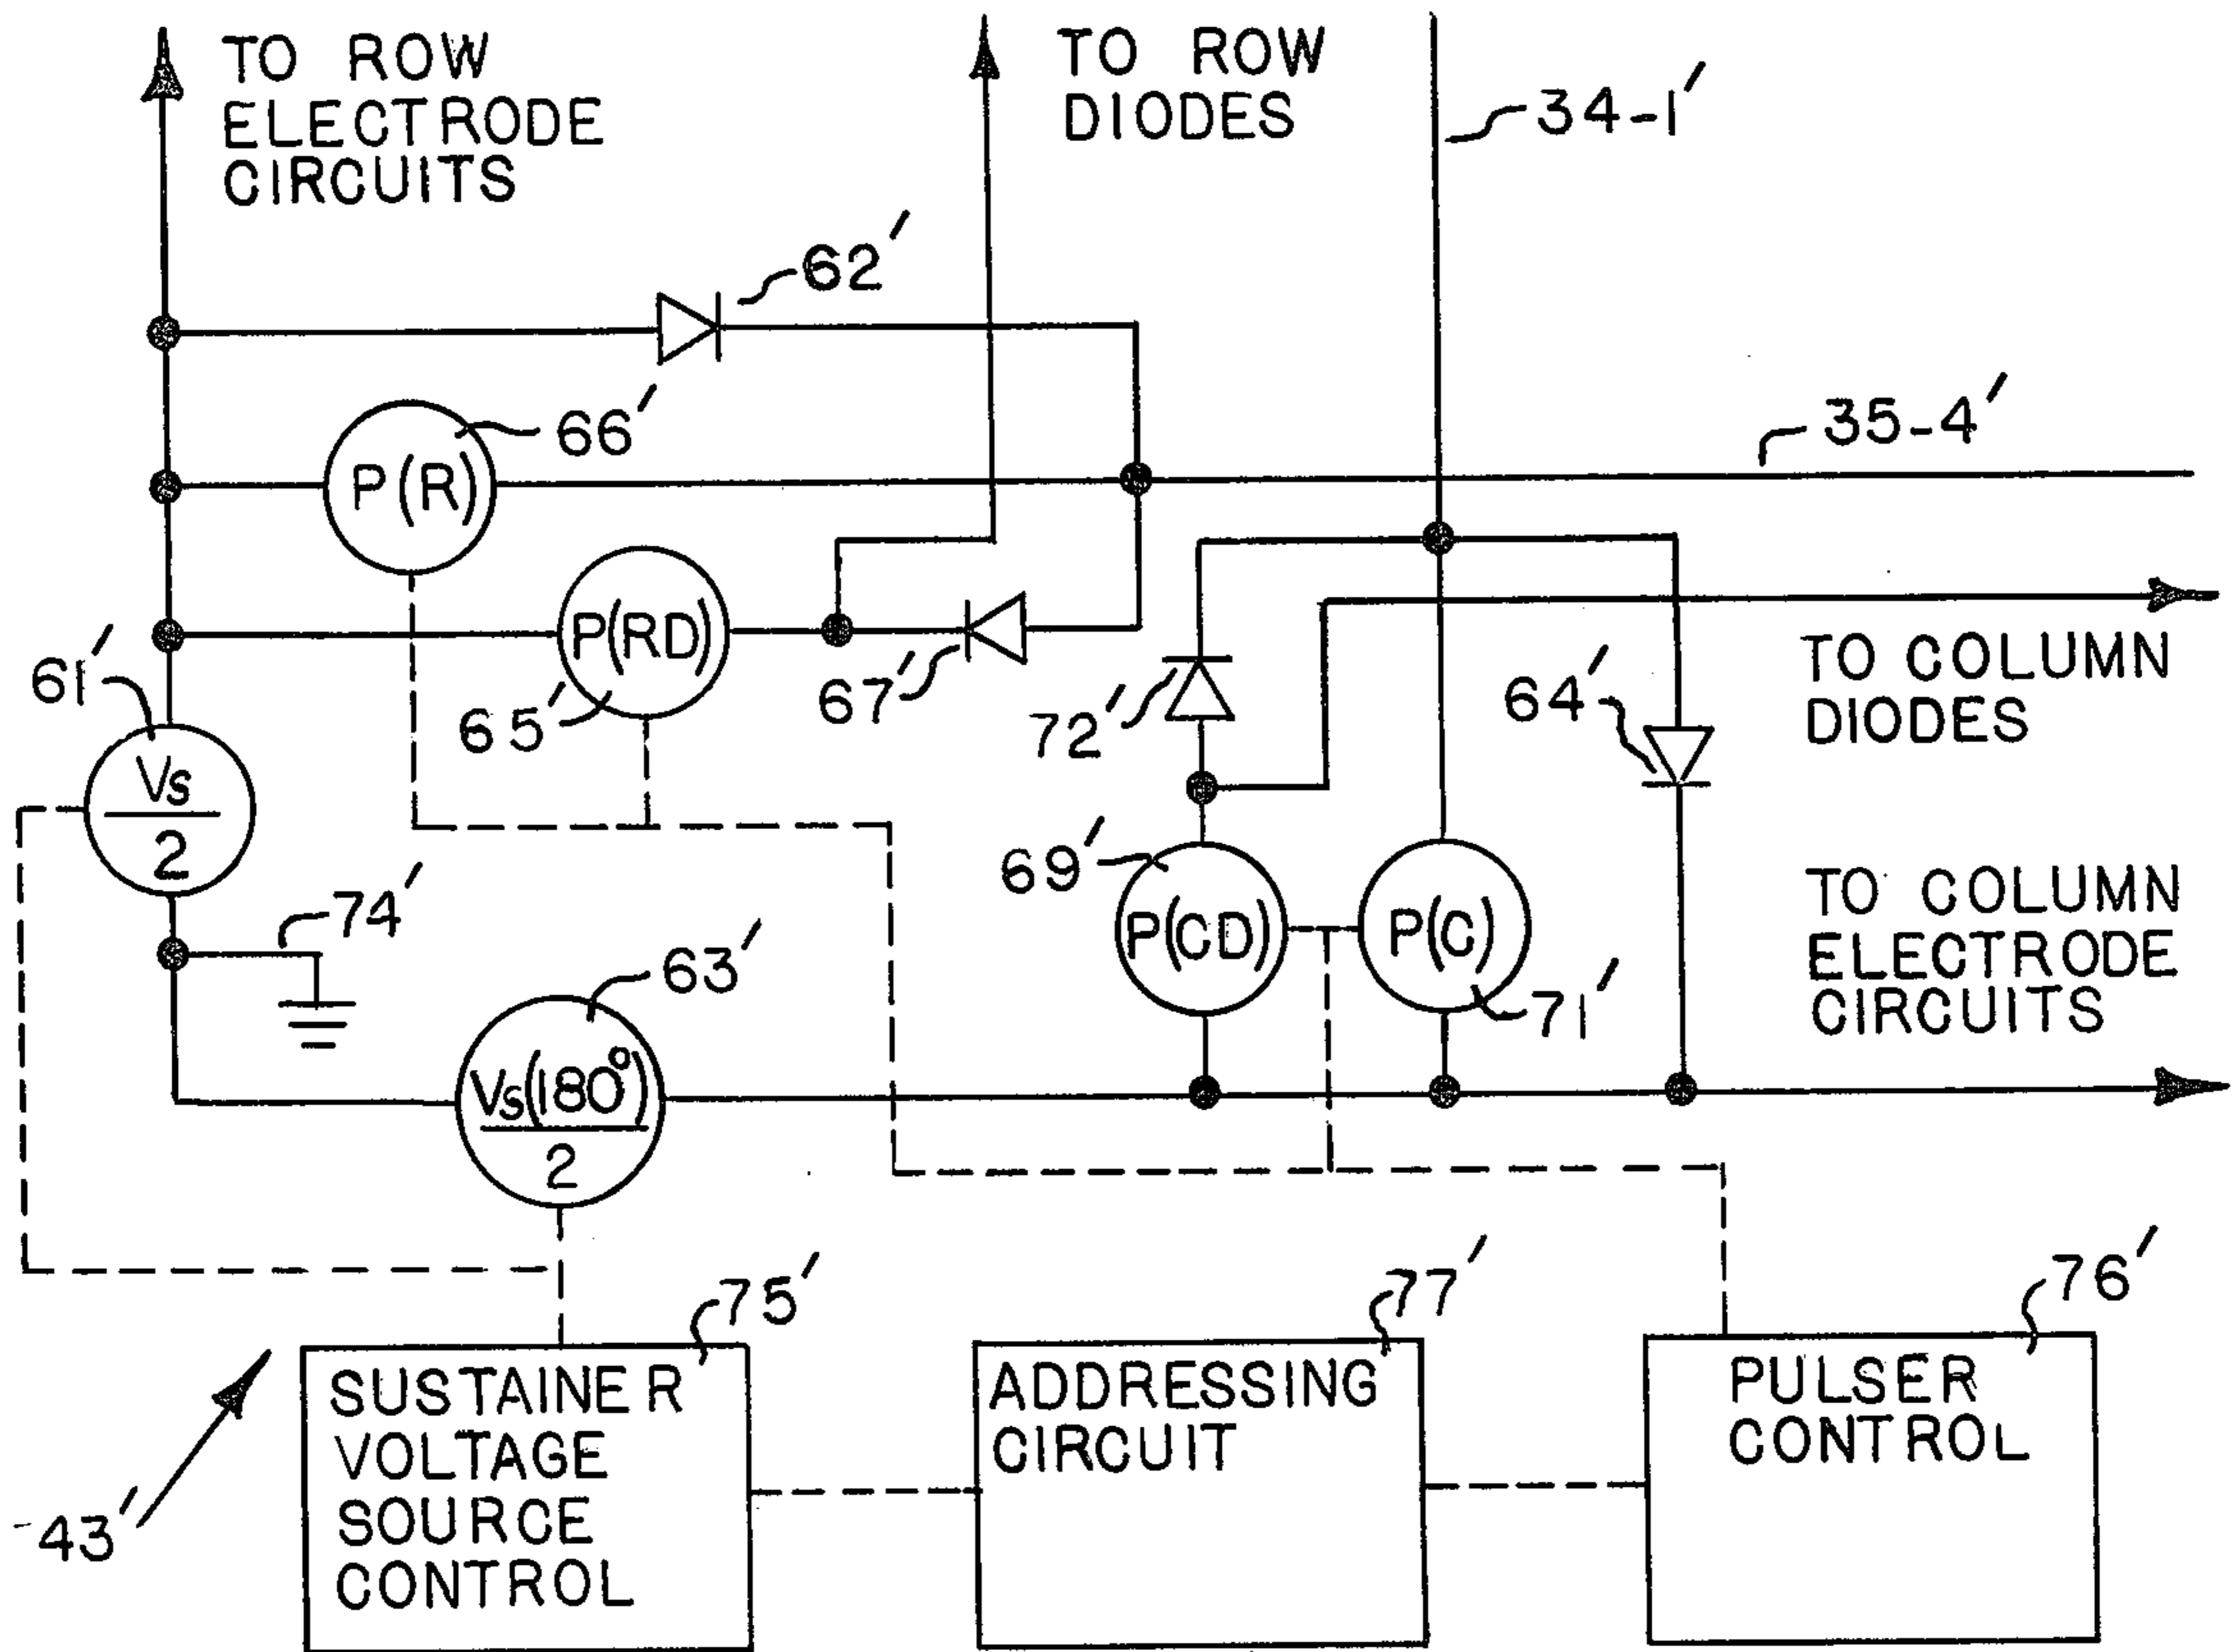 TO ROW
ELECTRODE
CIRCUITS
TO ROW
DIODES
34-1'
62'
66'
P(R)
35-4'
P(RD)
65'
67'
61'
Vs
2
72'
64'
TO COLUMN
DIODES
69'
P(CD)
P(C)
71'
TO COLUMN
ELECTRODE
CIRCUITS
74'
63'
Vs(180°)
2
75'
77'
76'
43'
SUSTAINER
VOLTAGE
SOURCE
CONTROL
ADDRESSING
CIRCUIT
PULSER
CONTROL